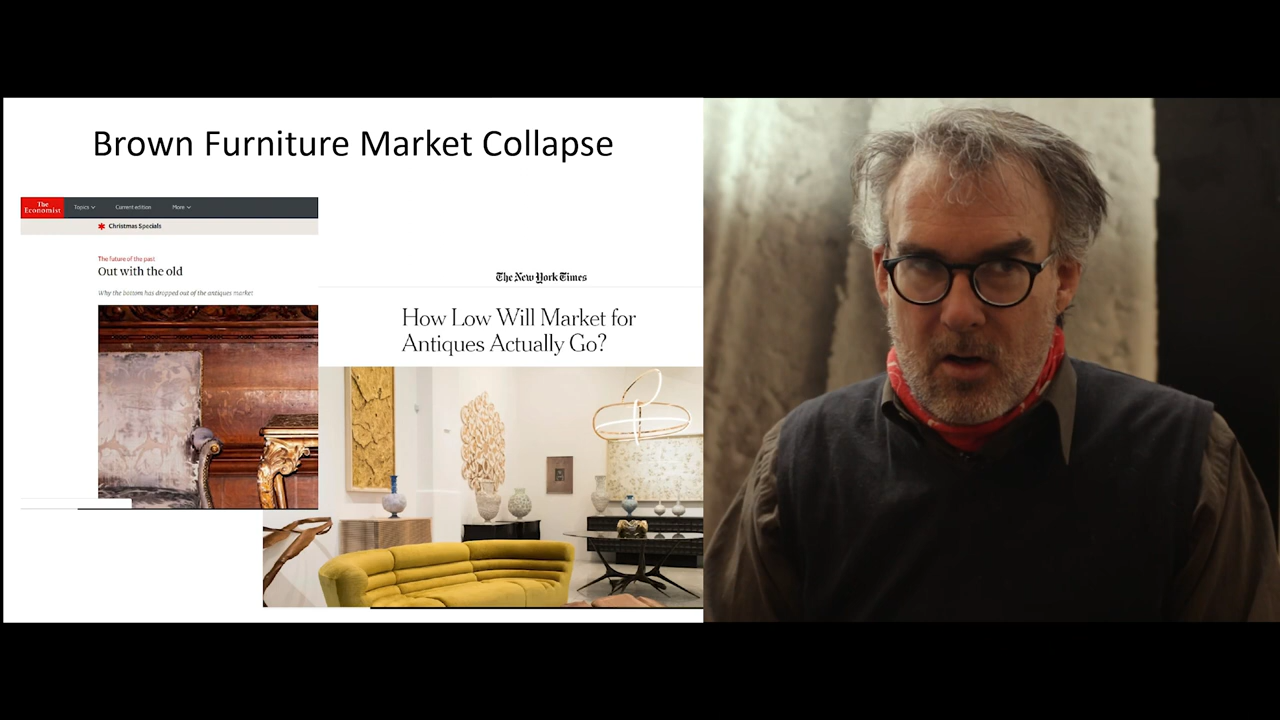 Brown Furniture Market Collapse
The
Economist
Topics
Current edition
More
Christmas Specials
The future of the past
Out with the old
Why the bottom has dropped out of the antiques market
The New York Times
How Low Will Market for
Antiques Actually Go?